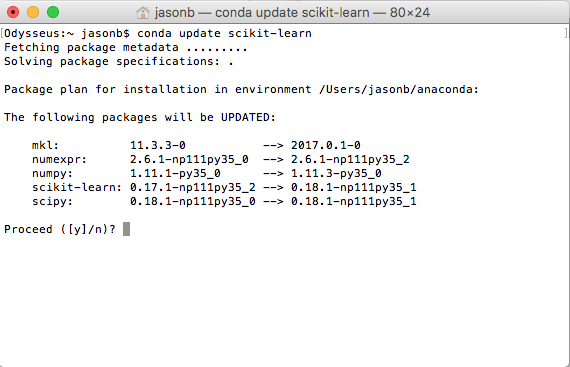 jasonb — conda update scikit-learn — 80×24
[Odysseus:~ jasonb$ conda update scikit-learn ]
Fetching package metadata .........
Solving package specifications: .
Package plan for installation in environment /Users/jasonb/anaconda:
The following packages will be UPDATED:
mkl: 11.3.3-0 --> 2017.0.1-0
numexpr: 2.6.1-np111py35_0 --> 2.6.1-np111py35_2
numpy: 1.11.1-py35_0 --> 1.11.3-py35_0
scikit-learn: 0.17.1-np111py35_2 --> 0.18.1-np111py35_1
scipy: 0.18.1-np111py35_0 --> 0.18.1-np111py35_1
Proceed ([y]/n)?